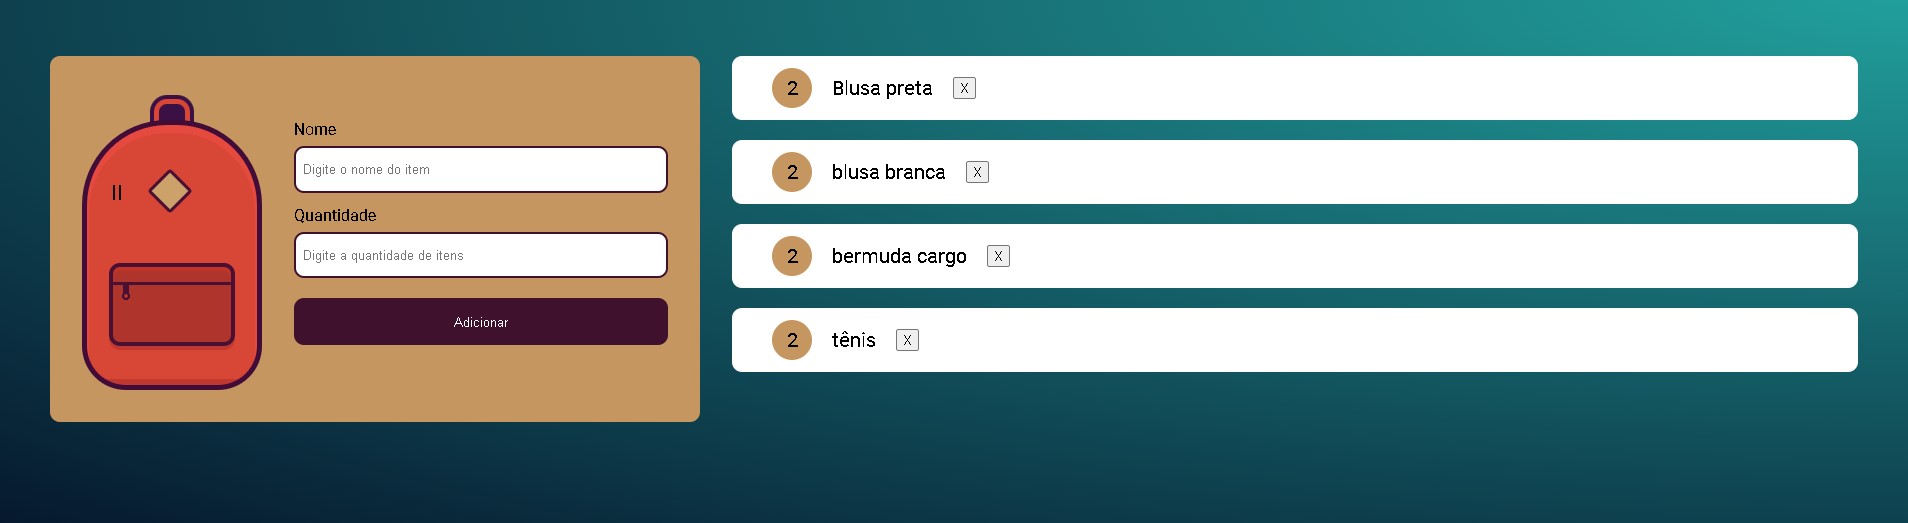 Nome
Digite o nome do item
Quantidade
Digite a quantidade de itens
Adicionar
2 Blusa preta X
2 blusa branca X
2 bermuda cargo X
2 tênis X